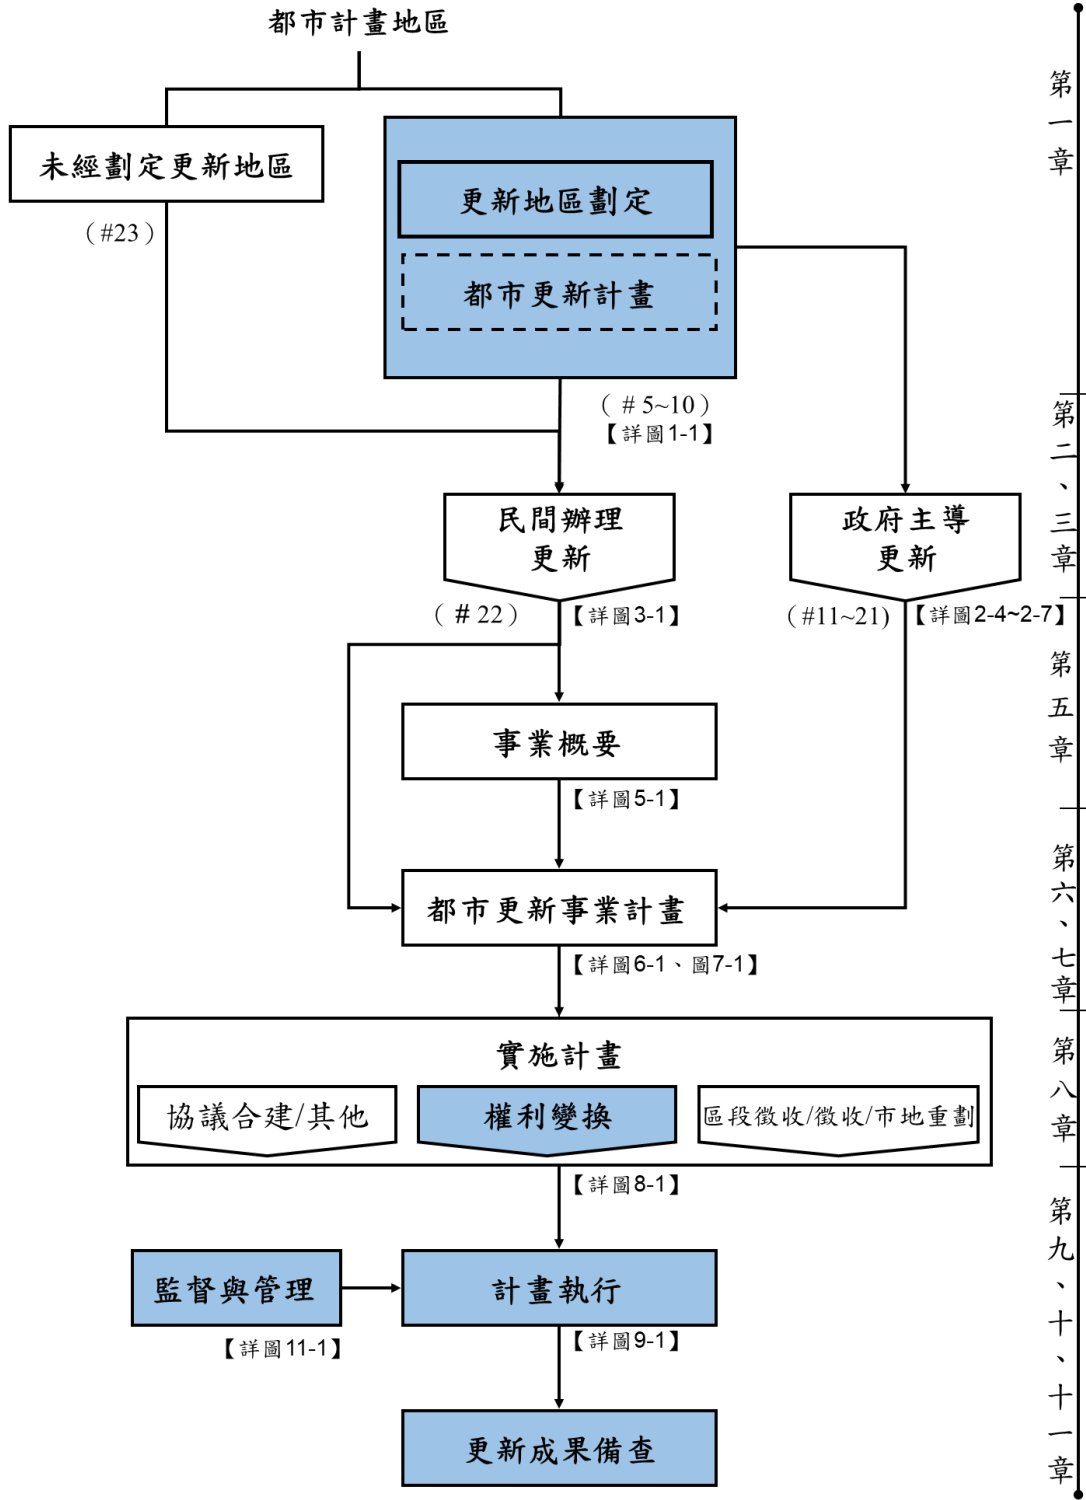 都市計畫地區
未經劃定更新地區
（#23）
更新地區劃定
都市更新計畫
（ # 5~10）
【詳圖1-1】
民間辦理
更新
（ # 22 ）
【詳圖3-1】
政府主導
更新
(#11~21)
【詳圖2-4~2-7】
事業概要
【詳圖5-1】
都市更新事業計畫
【詳圖6-1、圖7-1】
實施計畫
協議合建/其他
權利變換
區段徵收/徵收/市地重劃
【詳圖8-1】
監督與管理
【詳圖11-1】
計畫執行
【詳圖9-1】
更新成果備查
第一章
第二、三章
第五章
第六、七章
第八章
第九、十、十一章